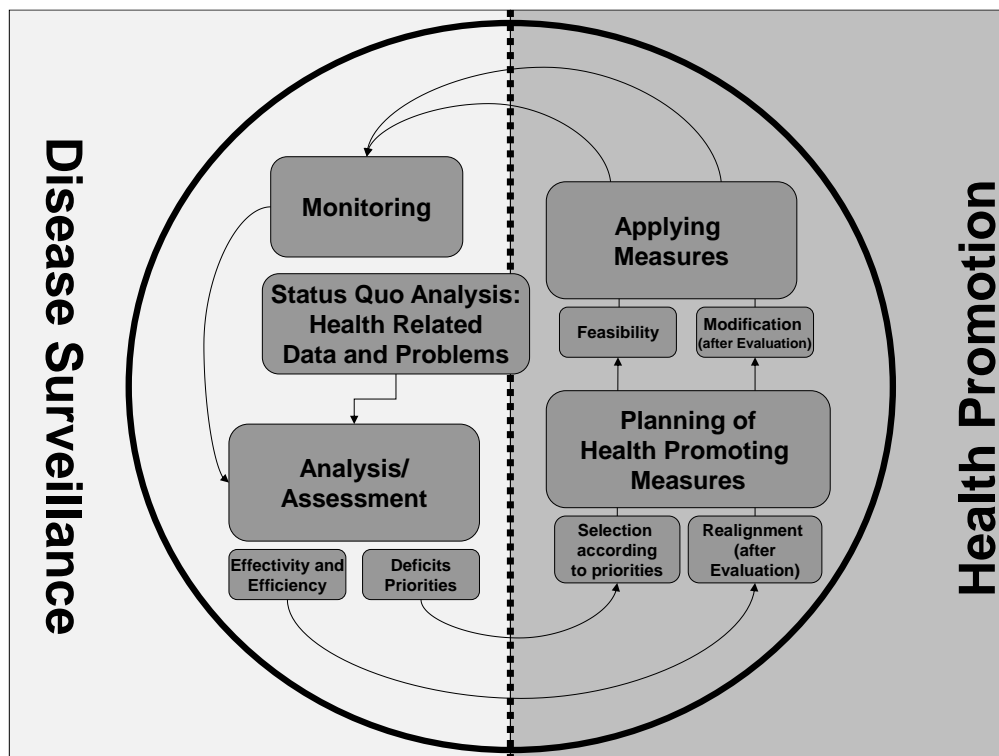 Disease Surveillance
Monitoring
Status Quo Analysis:
Health Related
Data and Problems
Analysis/
Assessment
Effectivity and
Efficiency
Deficits
Priorities
Applying
Measures
Feasibility
Modification
(after Evaluation)
Planning of
Health Promoting
Measures
Selection
according
to priorities
Realignment
(after
Evaluation)
Health Promotion